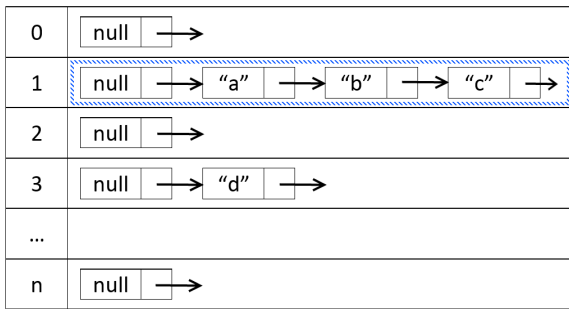 0 null
1 null “a” “b” “c”
2 null
3 null “d”
...
n null